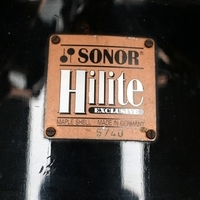 SONOR
Hilite
EXCLUSIVE
MAPLE SHELL · MADE IN GERMANY
5740